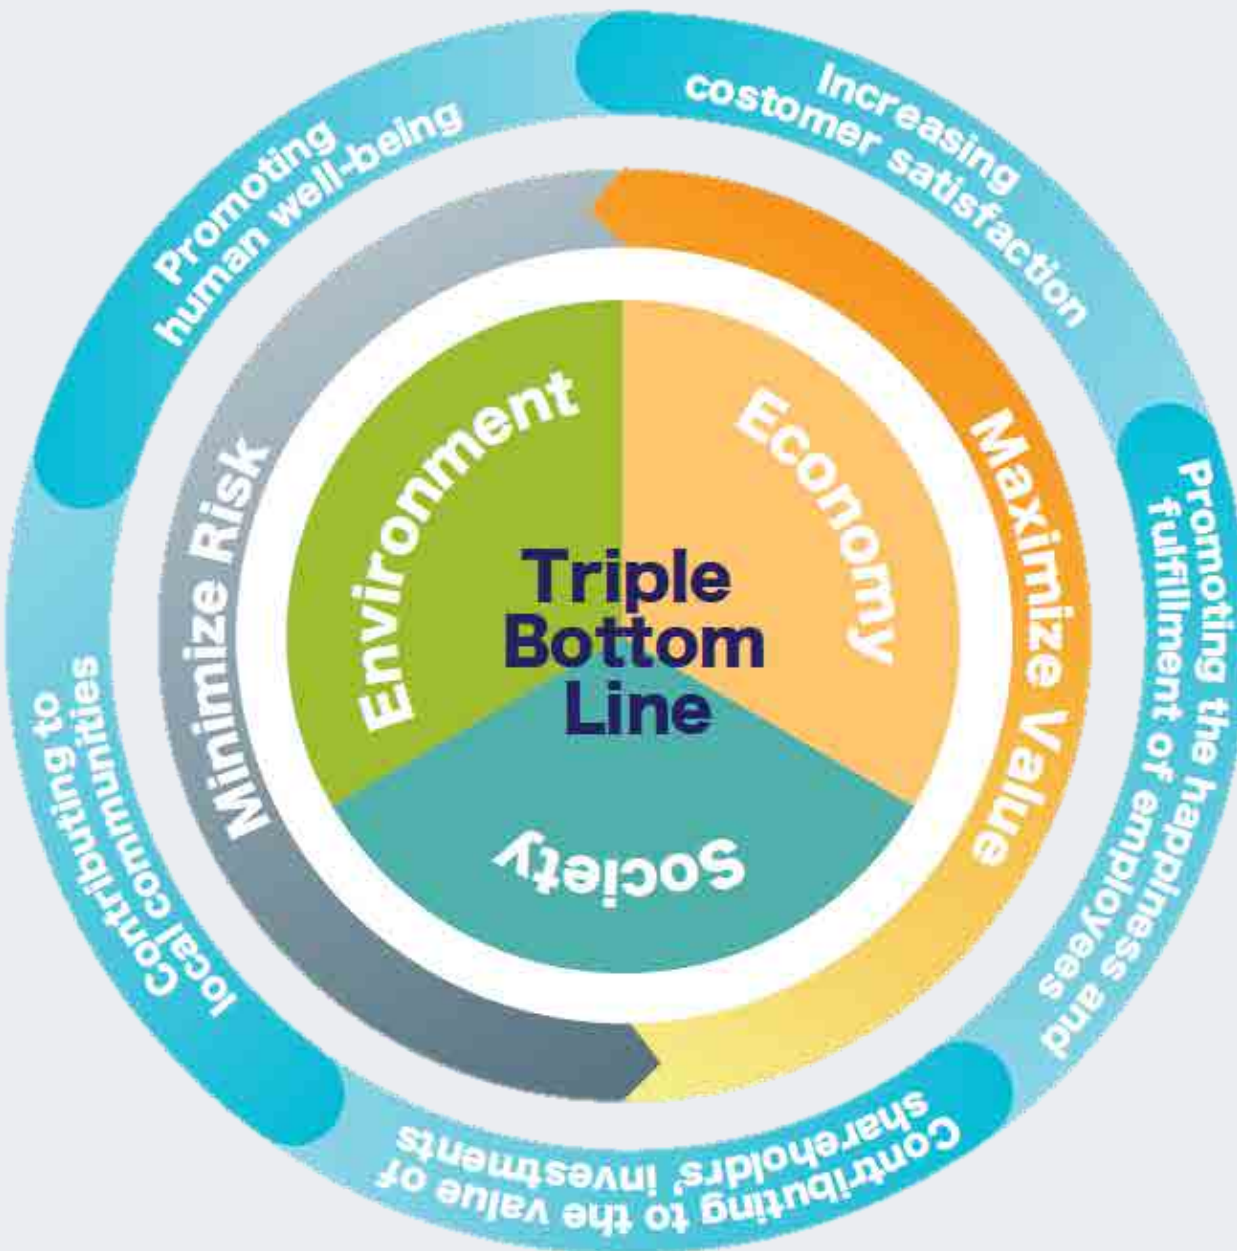 Increasing
costomer satisfaction
Promoting the happiness and
fulfillment of employees
Contributing to the value of
shareholdrs' investments
Contributing to
local communities
Promoting
human well-being
Maximize Value
Minimize Risk
Environment
Economy
Society
Triple
Bottom
Line